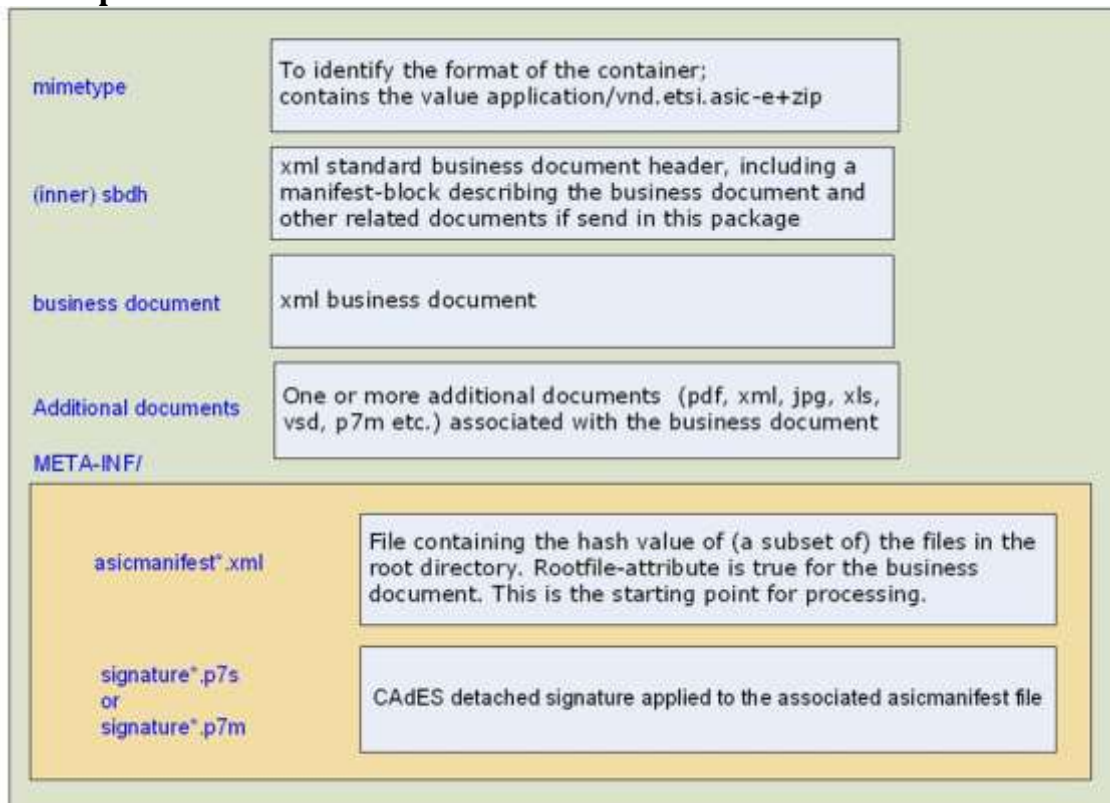 mimetype
To identify the format of the container;
contains the value application/vnd.etsi.asic-e+zip
(inner) sbdh
xml standard business document header, including a
manifest-block describing the business document and
other related documents if send in this package
business document
xml business document
Additional documents
One or more additional documents (pdf, xml, jpg, xls,
vsd, p7m etc.) associated with the business document
META-INF/
asicmanifest*.xml
File containing the hash value of (a subset of) the files in the
root directory. Rootfile-attribute is true for the business
document. This is the starting point for processing.
signature*.p7s
or
signature*.p7m
CAdES detached signature applied to the associated asicmanifest file